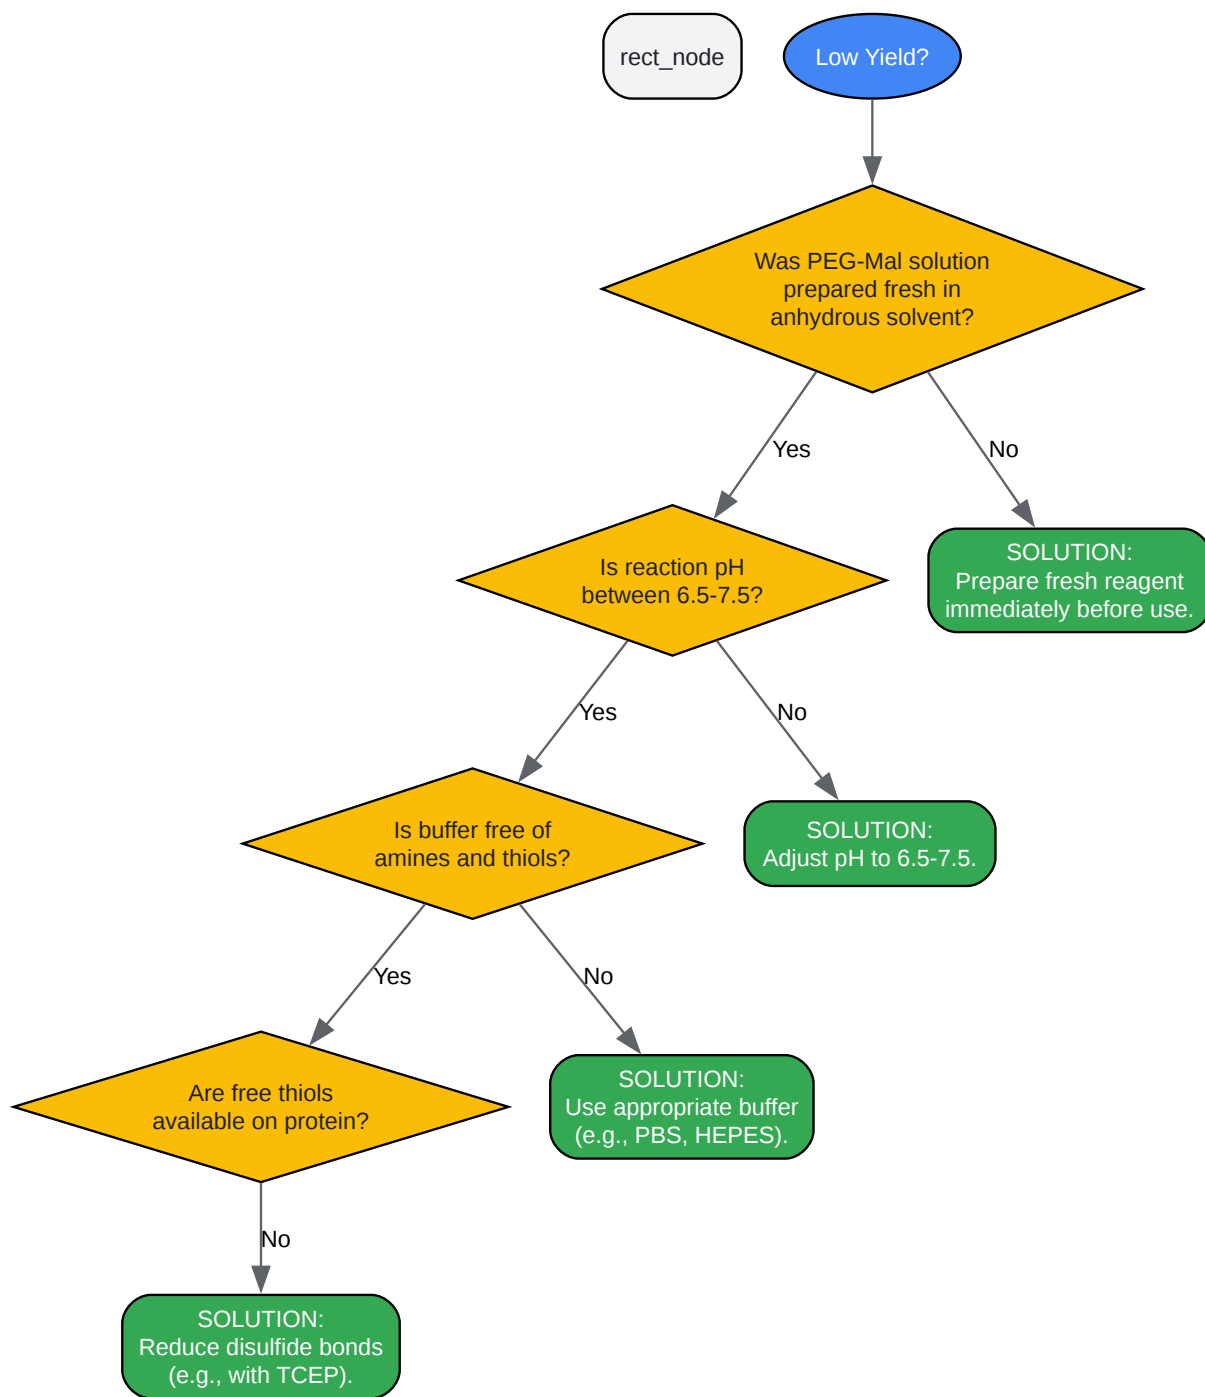 rect_node
Low Yield?
Was PEG-Mal solution
prepared fresh in
anhydrous solvent?
Yes
No
Is reaction pH
between 6.5-7.5?
SOLUTION:
Prepare fresh reagent
immediately before use.
Yes
No
Is buffer free of
amines and thiols?
SOLUTION:
Adjust pH to 6.5-7.5.
Yes
No
Are free thiols
available on protein?
SOLUTION:
Use appropriate buffer
(e.g., PBS, HEPES).
No
SOLUTION:
Reduce disulfide bonds
(e.g., with TCEP).